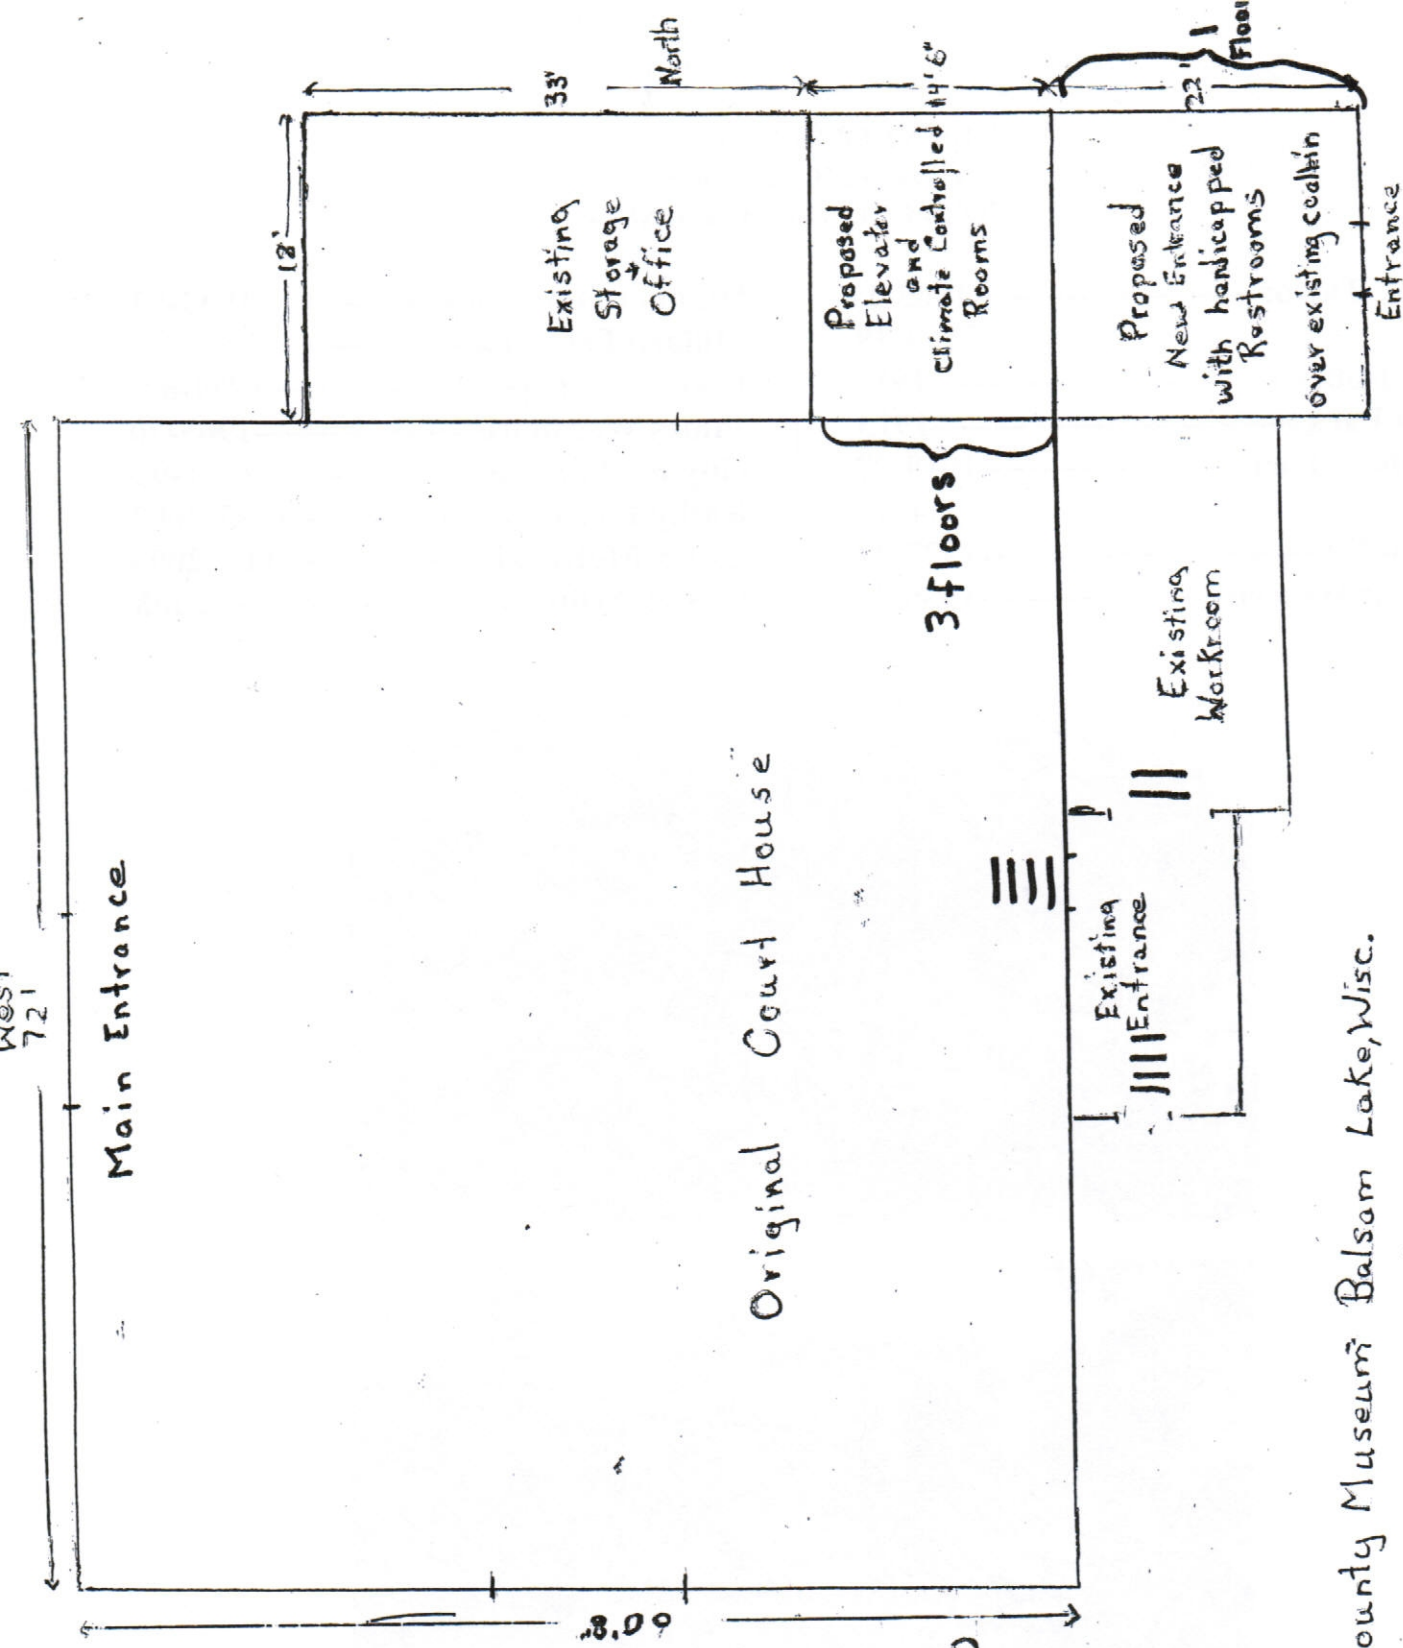 West
72'
Main Entrance
Original Court House
60'8"
18'
33'
North
14'6"
22'
1
Floor
Existing
Storage
+
Office
Proposed
Elevator
and
Climate Controlled
Rooms
3 floors
Proposed
New Entrance
with handicapped
Restrooms
over existing coalbin
Entrance
Existing
Workroom
Existing
Entrance
ounty Museum Balsam Lake, Wisc.